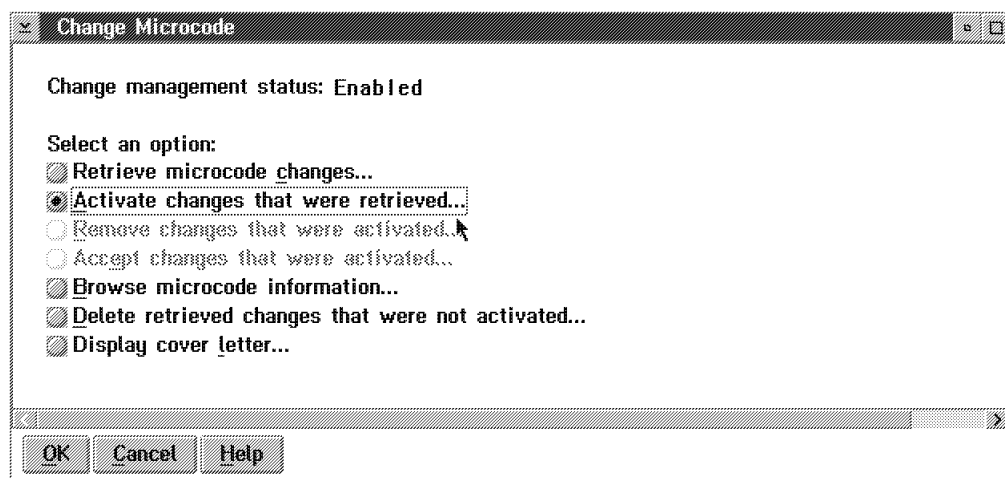 Change Microcode
Change management status: Enabled
Select an option:
Retrieve microcode changes...
Activate changes that were retrieved...
Remove changes that were activated...
Accept changes that were activated...
Browse microcode information...
Delete retrieved changes that were not activated...
Display cover letter...
OK Cancel Help